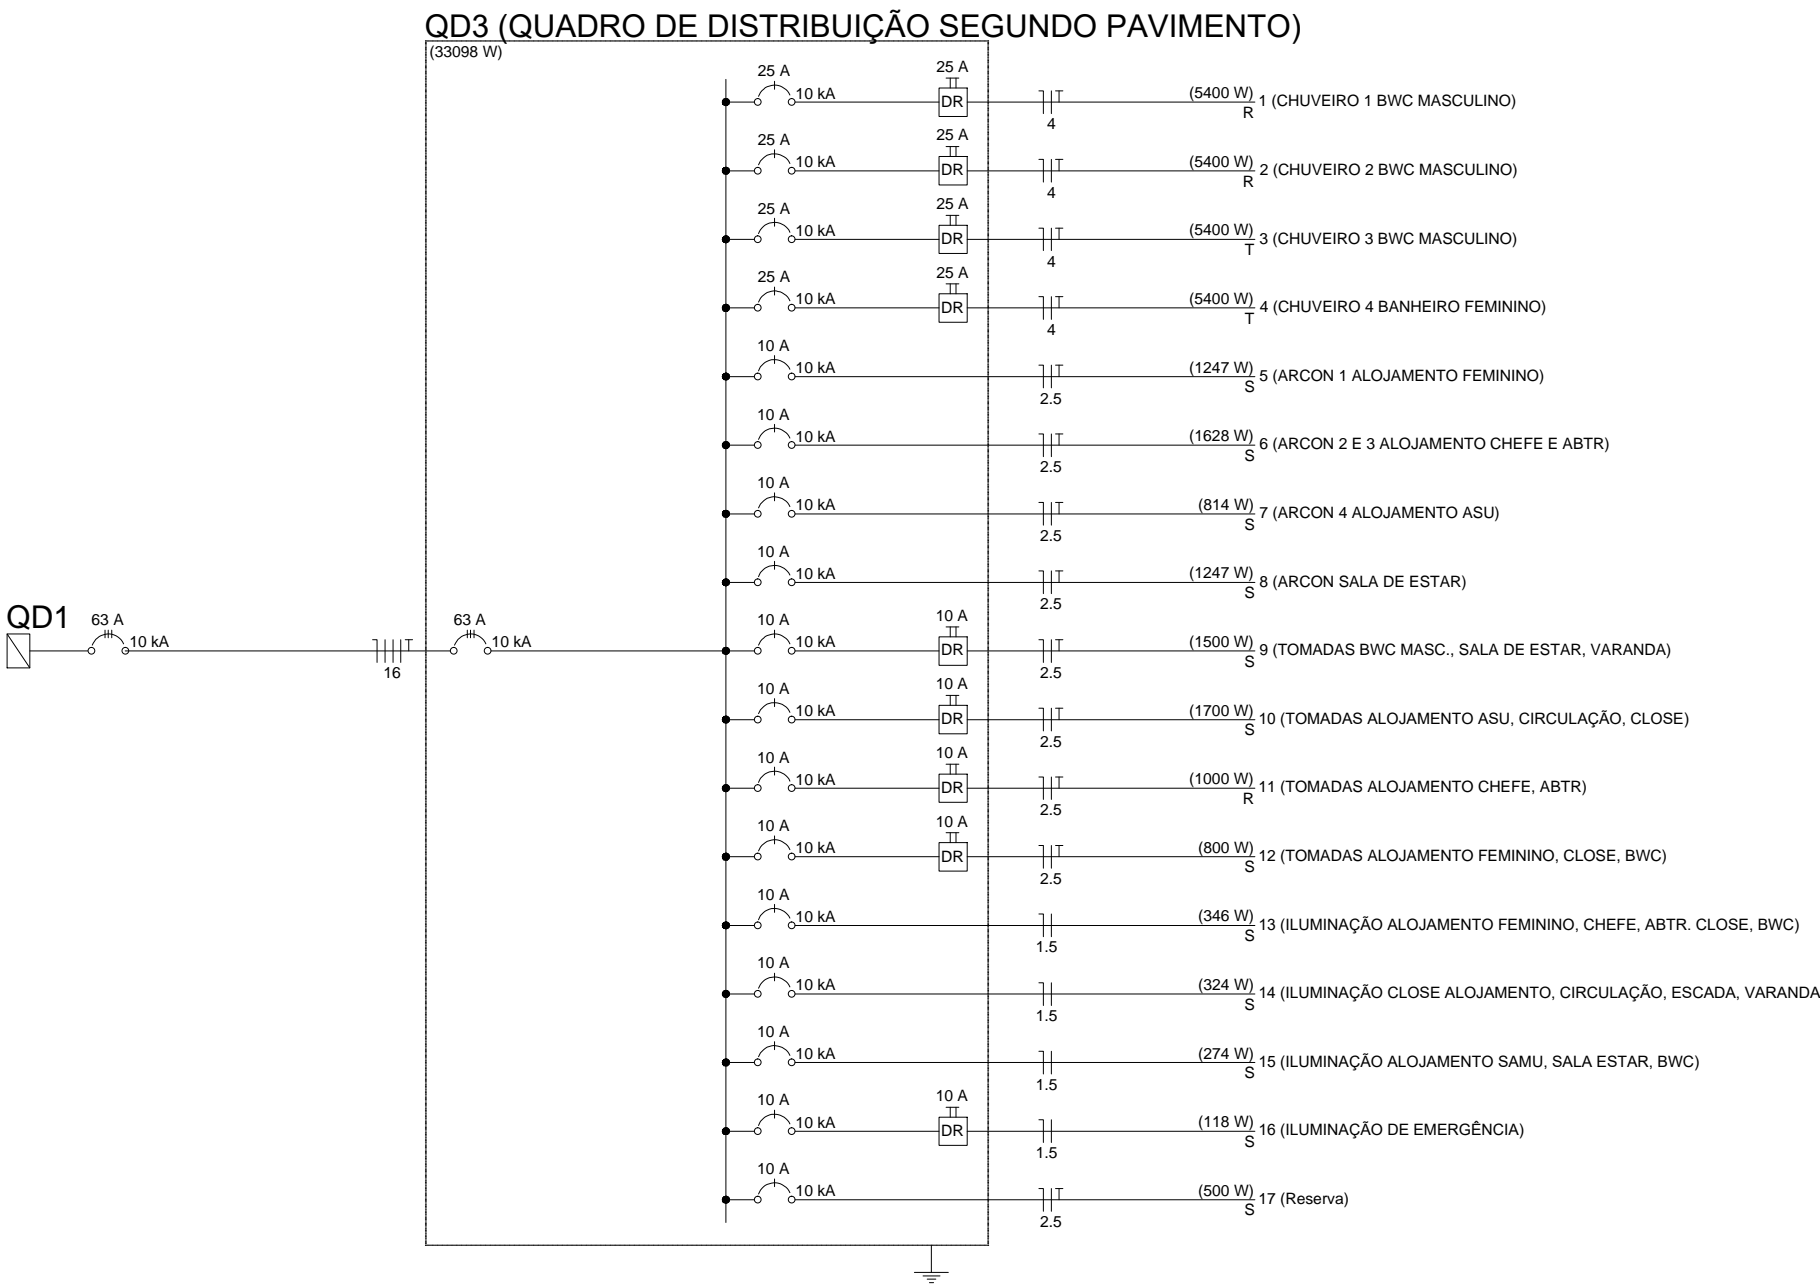 QD3 (QUADRO DE DISTRIBUIÇÃO SEGUNDO PAVIMENTO)
(33098 W)
25 A 10 kA 25 A DR 4 (5400 W) R 1 (CHUVEIRO 1 BWC MASCULINO)
25 A 10 kA 25 A DR 4 (5400 W) R 2 (CHUVEIRO 2 BWC MASCULINO)
25 A 10 kA 25 A DR 4 (5400 W) T 3 (CHUVEIRO 3 BWC MASCULINO)
25 A 10 kA 25 A DR 4 (5400 W) T 4 (CHUVEIRO 4 BANHEIRO FEMININO)
10 A 10 kA 2.5 (1247 W) S 5 (ARCON 1 ALOJAMENTO FEMININO)
10 A 10 kA 2.5 (1628 W) S 6 (ARCON 2 E 3 ALOJAMENTO CHEFE E ABTR)
10 A 10 kA 2.5 (814 W) S 7 (ARCON 4 ALOJAMENTO ASU)
10 A 10 kA 2.5 (1247 W) S 8 (ARCON SALA DE ESTAR)
QD1 63 A 10 kA 16 63 A 10 kA
10 A 10 kA 10 A DR 2.5 (1500 W) S 9 (TOMADAS BWC MASC., SALA DE ESTAR, VARANDA)
10 A 10 kA 10 A DR 2.5 (1700 W) S 10 (TOMADAS ALOJAMENTO ASU, CIRCULAÇÃO, CLOSE)
10 A 10 kA 10 A DR 2.5 (1000 W) R 11 (TOMADAS ALOJAMENTO CHEFE, ABTR)
10 A 10 kA 10 A DR 2.5 (800 W) S 12 (TOMADAS ALOJAMENTO FEMININO, CLOSE, BWC)
10 A 10 kA 1.5 (346 W) S 13 (ILUMINAÇÃO ALOJAMENTO FEMININO, CHEFE, ABTR. CLOSE, BWC)
10 A 10 kA 1.5 (324 W) S 14 (ILUMINAÇÃO CLOSE ALOJAMENTO, CIRCULAÇÃO, ESCADA, VARANDA
10 A 10 kA 1.5 (274 W) S 15 (ILUMINAÇÃO ALOJAMENTO SAMU, SALA ESTAR, BWC)
10 A 10 kA 10 A DR 1.5 (118 W) S 16 (ILUMINAÇÃO DE EMERGÊNCIA)
10 A 10 kA 2.5 (500 W) S 17 (Reserva)